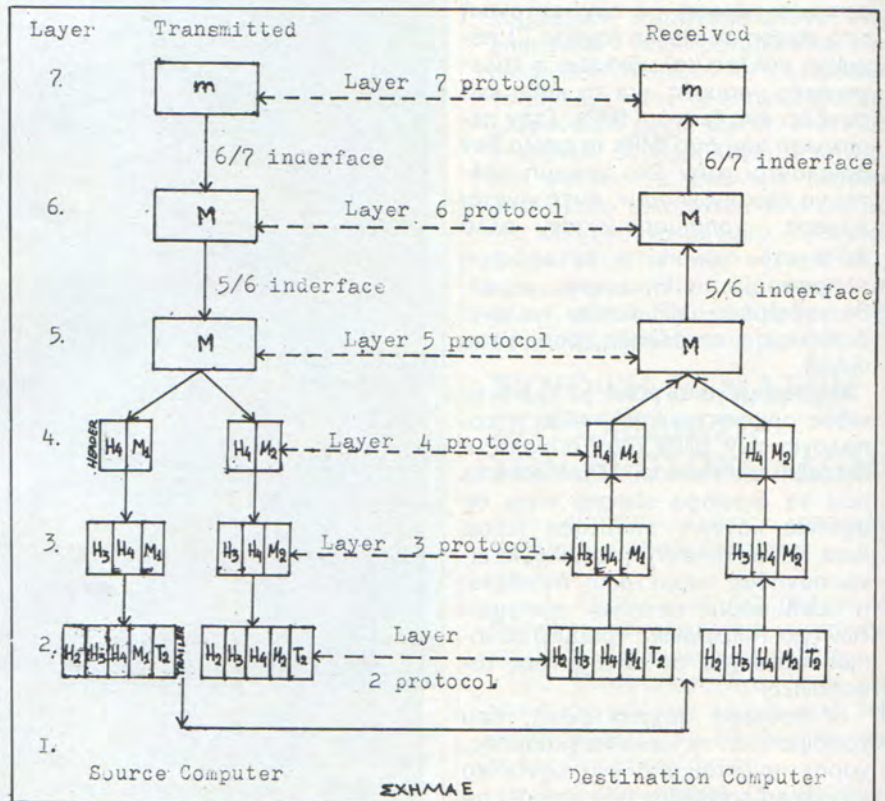 Layer Transmitted Received
7. m Layer 7 protocol m
6/7 inderface 6/7 inderface
6. M Layer 6 protocol M
5/6 inderface 5/6 inderface
5. M Layer 5 protocol M
4. HEADER H4 M1 H4 M2 Layer 4 protocol H4 M1 H4 M2
3. H3 H4 M1 H3 H4 M2 Layer 3 protocol H3 H4 M1 H3 H4 M2
2. H2 H3 H4 M1 T2 TRAILER H2 H3 H4 M2 T2 Layer H2 H3 H4 M1 T2 H2 H3 H4 M2 T2
2 protocol
I.
Source Computer Destination Computer
ΣΧΗΜΑ Ε